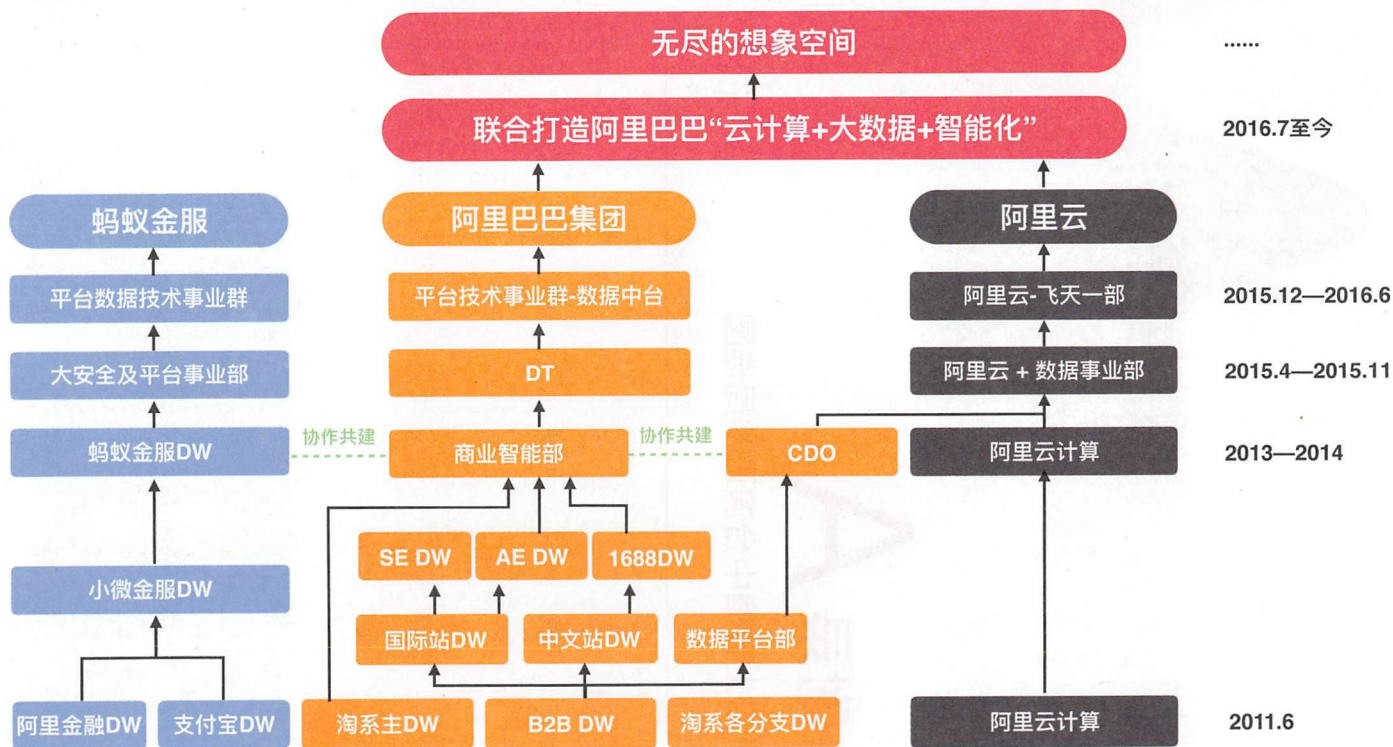 无尽的想象空间
......
联合打造阿里巴巴“云计算+大数据+智能化”
2016.7至今
蚂蚁金服
阿里巴巴集团
阿里云
平台数据技术事业群
平台技术事业群-数据中台
阿里云-飞天一部
2015.12—2016.6
大安全及平台事业部
DT
阿里云 + 数据事业部
2015.4—2015.11
蚂蚁金服DW
协作共建
商业智能部
协作共建
CDO
阿里云计算
2013—2014
SE DW
AE DW
1688DW
小微金服DW
国际站DW
中文站DW
数据平台部
阿里金融DW
支付宝DW
淘系主DW
B2B DW
淘系各分支DW
阿里云计算
2011.6